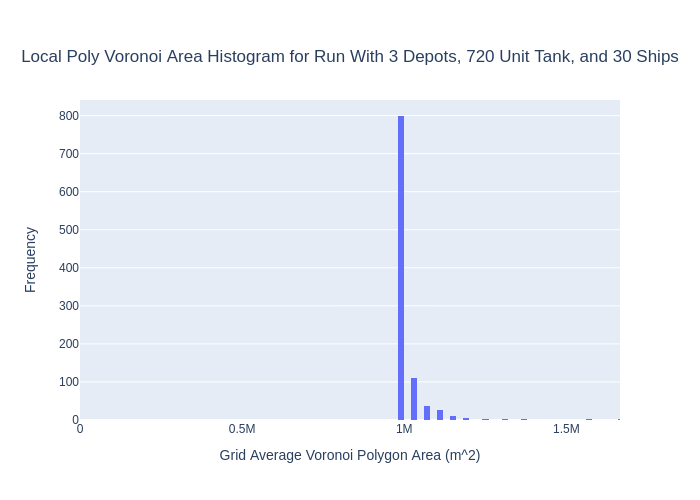 Local Poly Voronoi Area Histogram for Run With 3 Depots, 720 Unit Tank, and 30 Ships
800
700
600
500
400
300
200
100
0
Frequency
0 0.5M 1M 1.5M
Grid Average Voronoi Polygon Area (m^2)